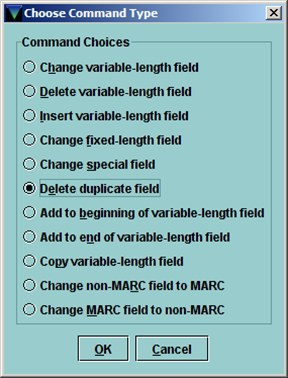 Choose Command Type
Command Choices
Change variable-length field
Delete variable-length field
Insert variable-length field
Change fixed-length field
Change special field
Delete duplicate field
Add to beginning of variable-length field
Add to end of variable-length field
Copy variable-length field
Change non-MARC field to MARC
Change MARC field to non-MARC
OK Cancel